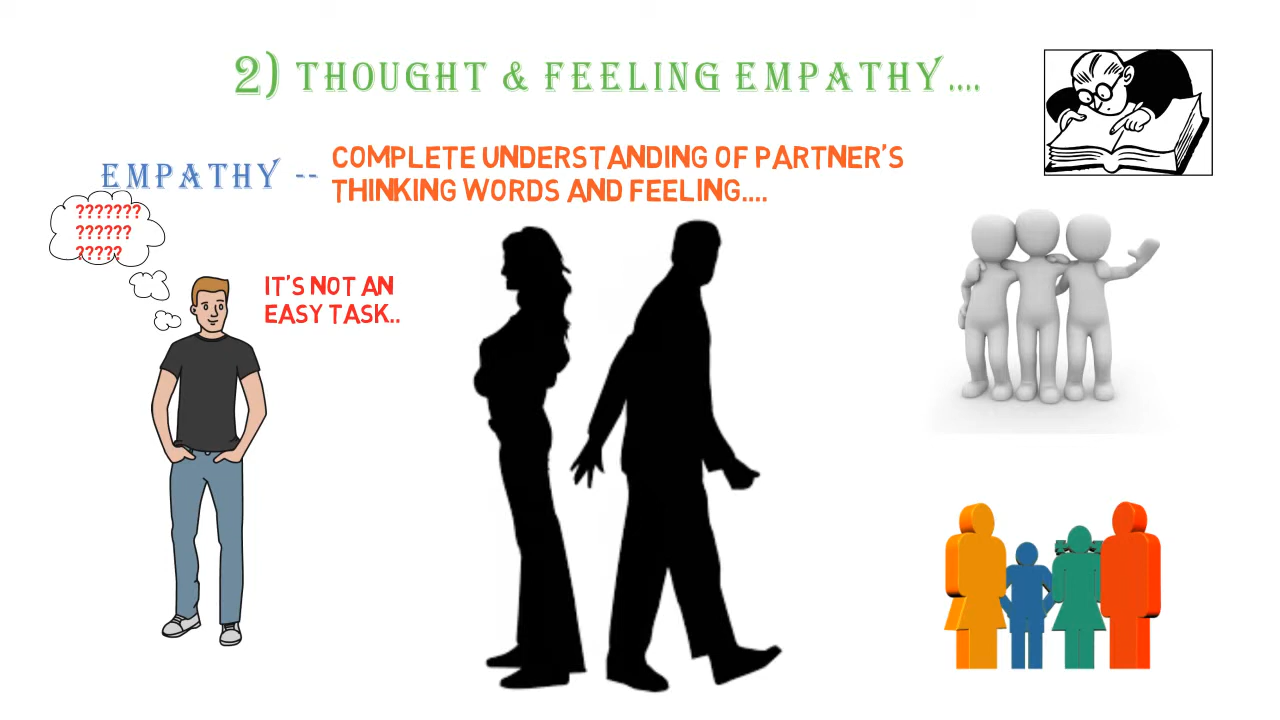 2) THOUGHT & FEELING EMPATHY....
EMPATHY --
COMPLETE UNDERSTANDING OF PARTNER'S
THINKING WORDS AND FEELING....
???????
??????
?????
IT'S NOT AN
EASY TASK..